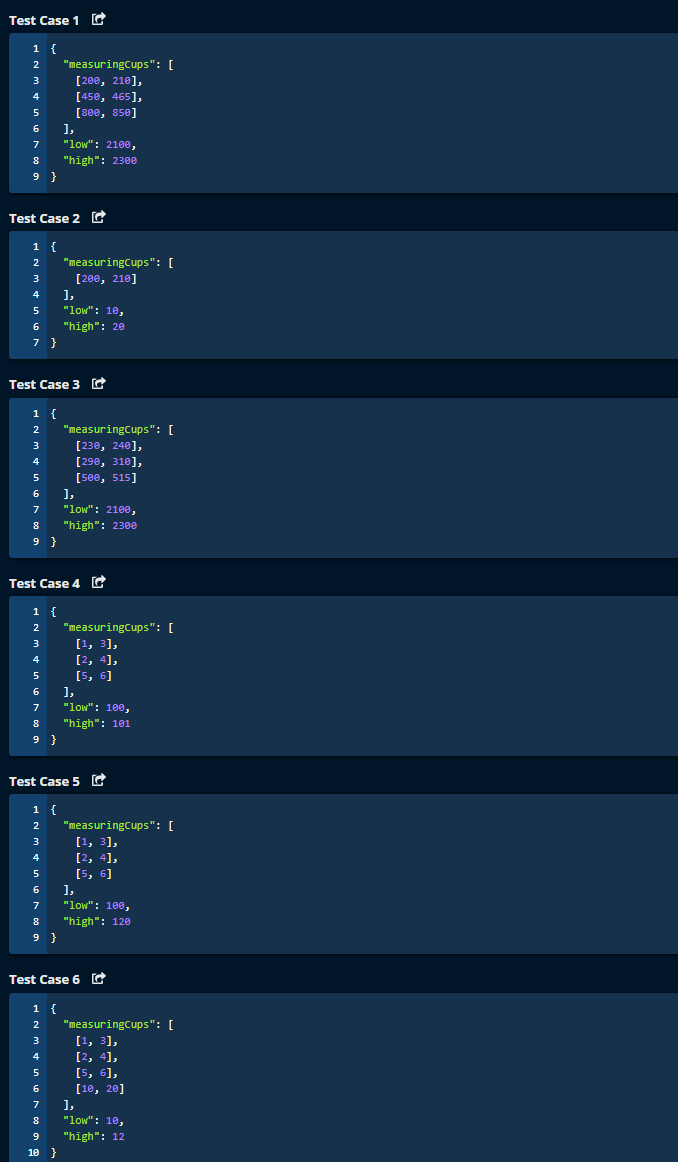 Test Case 1
1 {
2   "measuringCups": [
3     [200, 210],
4     [450, 465],
5     [800, 850]
6   ],
7   "low": 2100,
8   "high": 2300
9 }
Test Case 2
1 {
2   "measuringCups": [
3     [200, 210]
4   ],
5   "low": 10,
6   "high": 20
7 }
Test Case 3
1 {
2   "measuringCups": [
3     [230, 240],
4     [290, 310],
5     [500, 515]
6   ],
7   "low": 2100,
8   "high": 2300
9 }
Test Case 4
1 {
2   "measuringCups": [
3     [1, 3],
4     [2, 4],
5     [5, 6]
6   ],
7   "low": 100,
8   "high": 101
9 }
Test Case 5
1 {
2   "measuringCups": [
3     [1, 3],
4     [2, 4],
5     [5, 6]
6   ],
7   "low": 100,
8   "high": 120
9 }
Test Case 6
1 {
2   "measuringCups": [
3     [1, 3],
4     [2, 4],
5     [5, 6],
6     [10, 20]
7   ],
8   "low": 10,
9   "high": 12
10 }